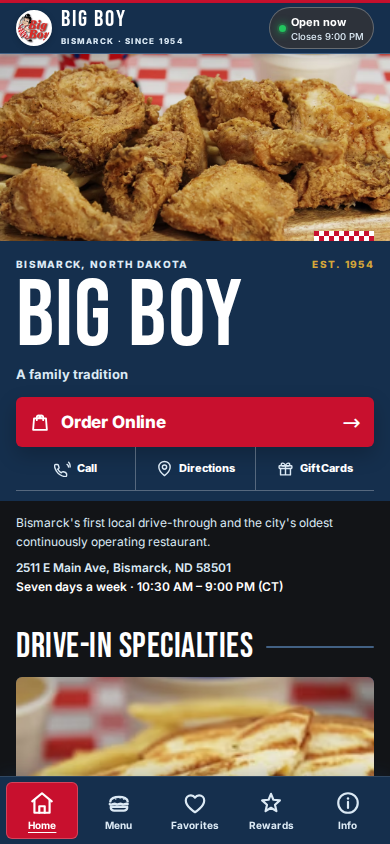 Big Boy
BIG BOY
BISMARCK · SINCE 1954
Open now
Closes 9:00 PM
BISMARCK, NORTH DAKOTA
EST. 1954
BIG BOY
A family tradition
Order Online
Call
Directions
GiftCards
Bismarck's first local drive-through and the city's oldest
continuously operating restaurant.
2511 E Main Ave, Bismarck, ND 58501
Seven days a week · 10:30 AM – 9:00 PM (CT)
DRIVE-IN SPECIALTIES
Home
Menu
Favorites
Rewards
Info